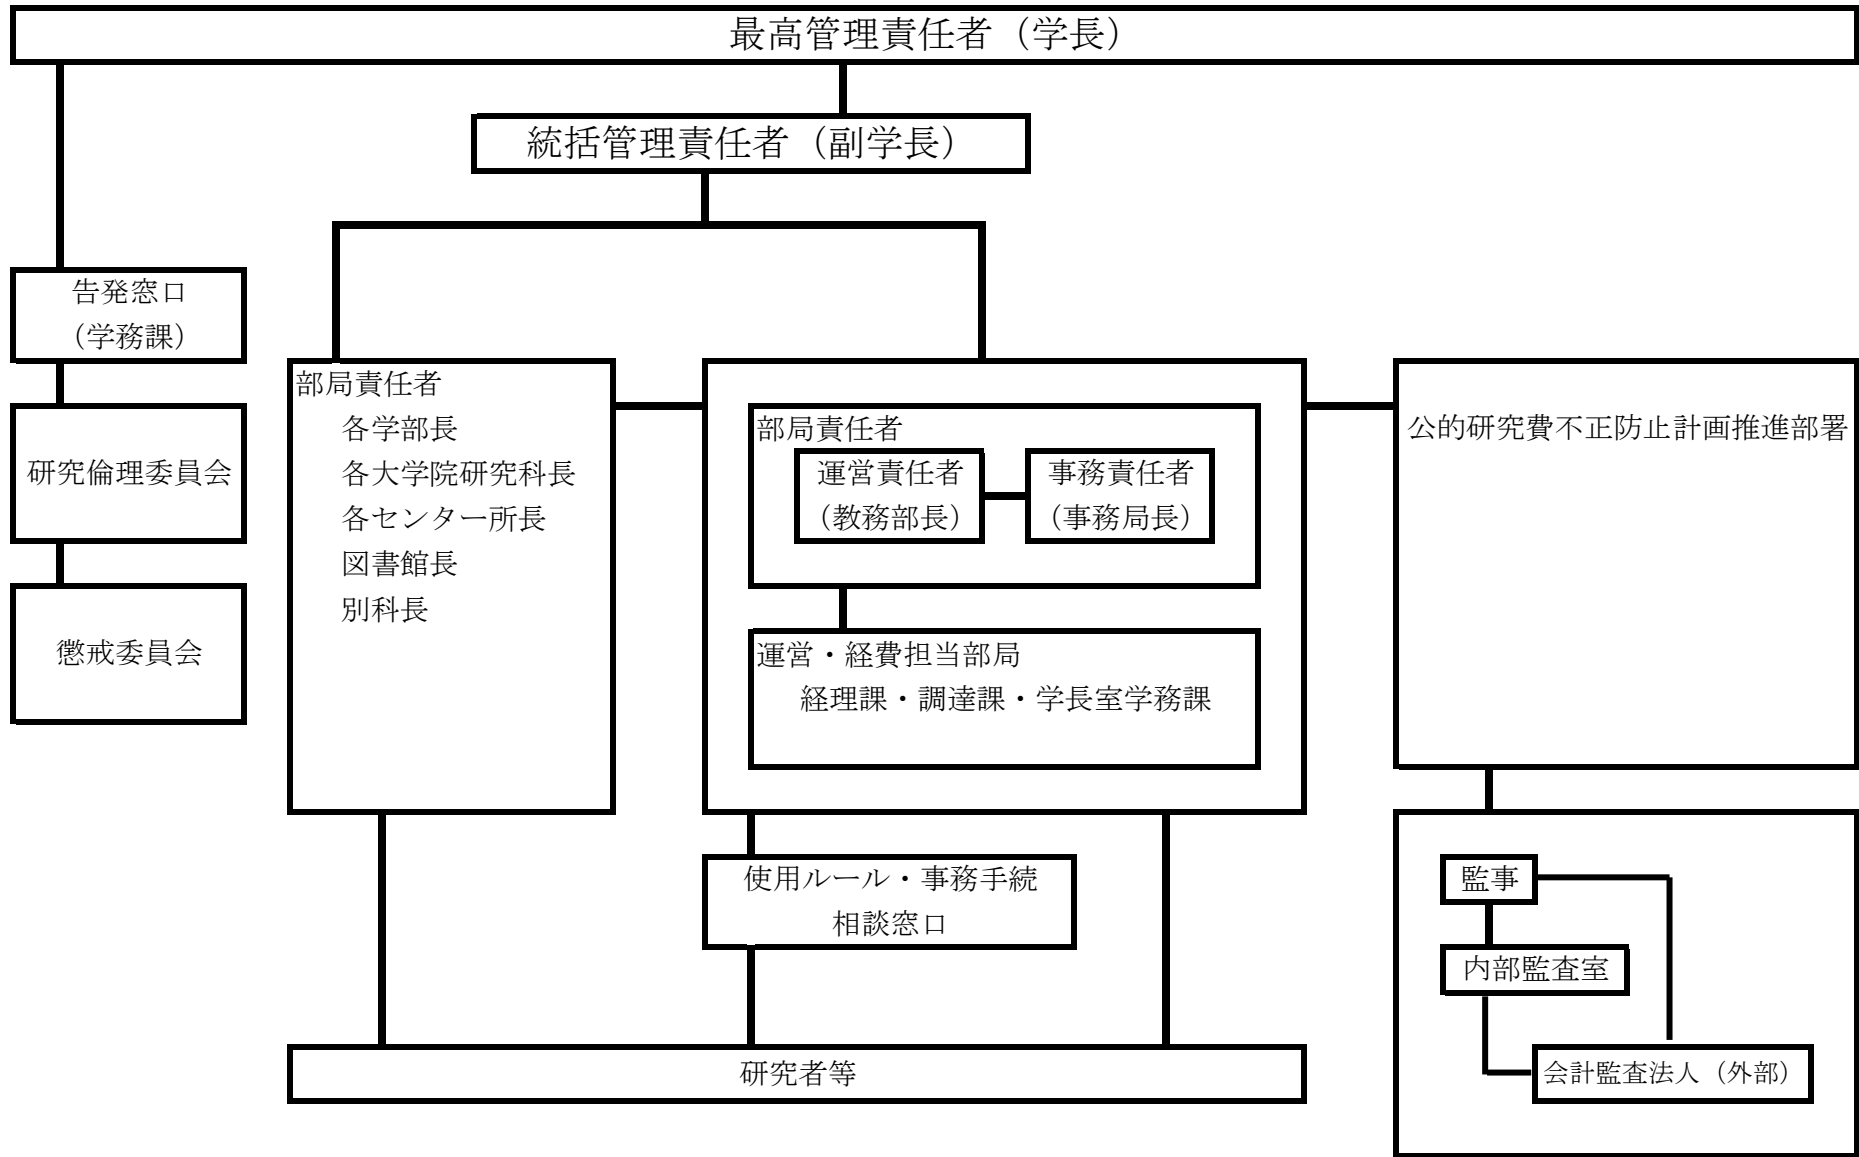 最高管理責任者（学長）
統括管理責任者（副学長）
告発窓口
（学務課）
研究倫理委員会
懲戒委員会
部局責任者
各学部長
各大学院研究科長
各センター所長
図書館長
別科長
部局責任者
運営責任者
（教務部長）
事務責任者
（事務局長）
運営・経費担当部局
経理課・調達課・学長室学務課
公的研究費不正防止計画推進部署
使用ルール・事務手続
相談窓口
研究者等
監事
内部監査室
会計監査法人（外部）